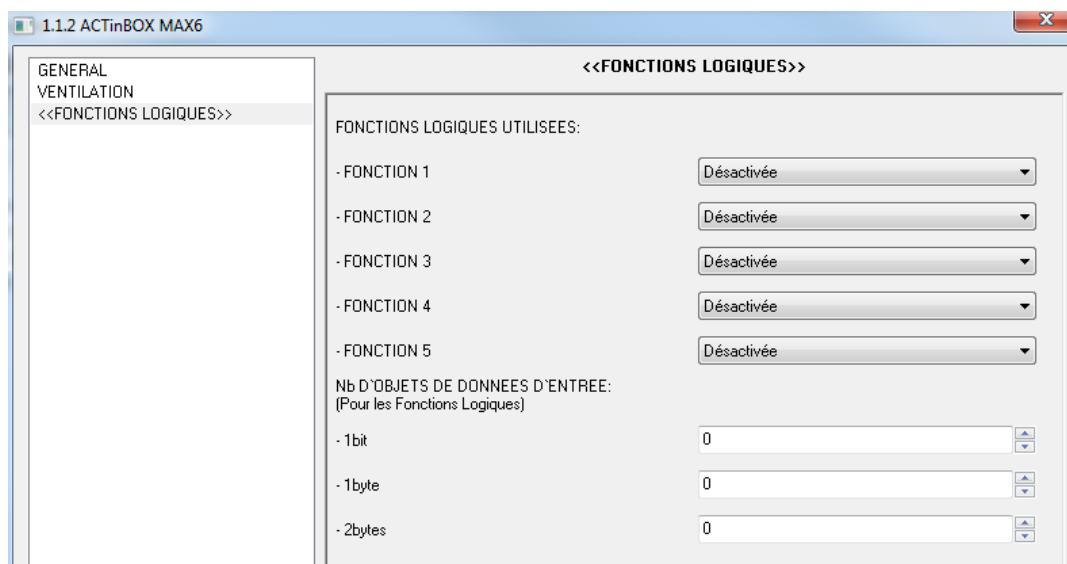 1.1.2 ACTinBOX MAX6
GENERAL
VENTILATION
<<FONCTIONS LOGIQUES>>
<<FONCTIONS LOGIQUES>>
FONCTIONS LOGIQUES UTILISEES:
- FONCTION 1 Désactivée
- FONCTION 2 Désactivée
- FONCTION 3 Désactivée
- FONCTION 4 Désactivée
- FONCTION 5 Désactivée
Nb D`OBJETS DE DONNEES D`ENTREE:
(Pour les Fonctions Logiques)
- 1bit 0
- 1byte 0
- 2bytes 0